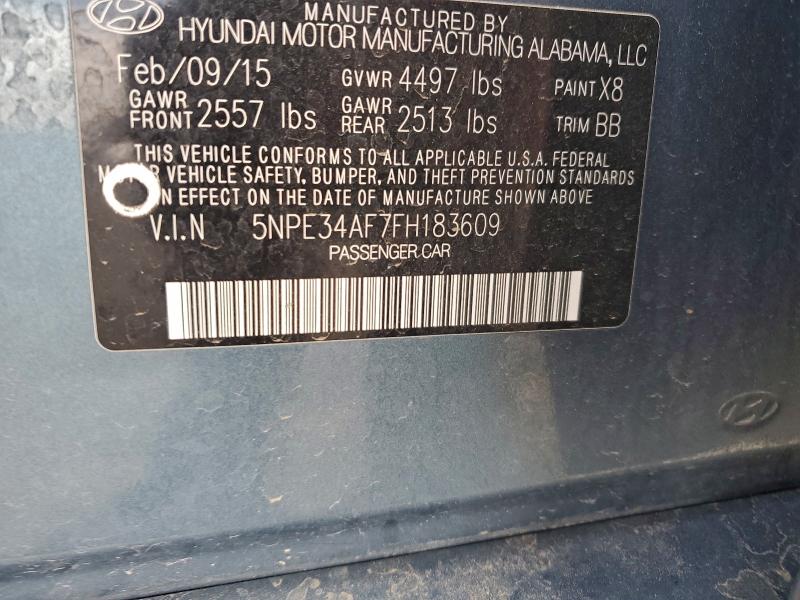 MANUFACTURED BY
HYUNDAI MOTOR MANUFACTURING ALABAMA, LLC
Feb/09/15 GVWR 4497 lbs PAINT X8
GAWR FRONT 2557 lbs GAWR REAR 2513 lbs TRIM BB
THIS VEHICLE CONFORMS TO ALL APPLICABLE U.S.A. FEDERAL
MOTOR VEHICLE SAFETY, BUMPER, AND THEFT PREVENTION STANDARDS
IN EFFECT ON THE DATE OF MANUFACTURE SHOWN ABOVE
V.I.N 5NPE34AF7FH183609
PASSENGER CAR